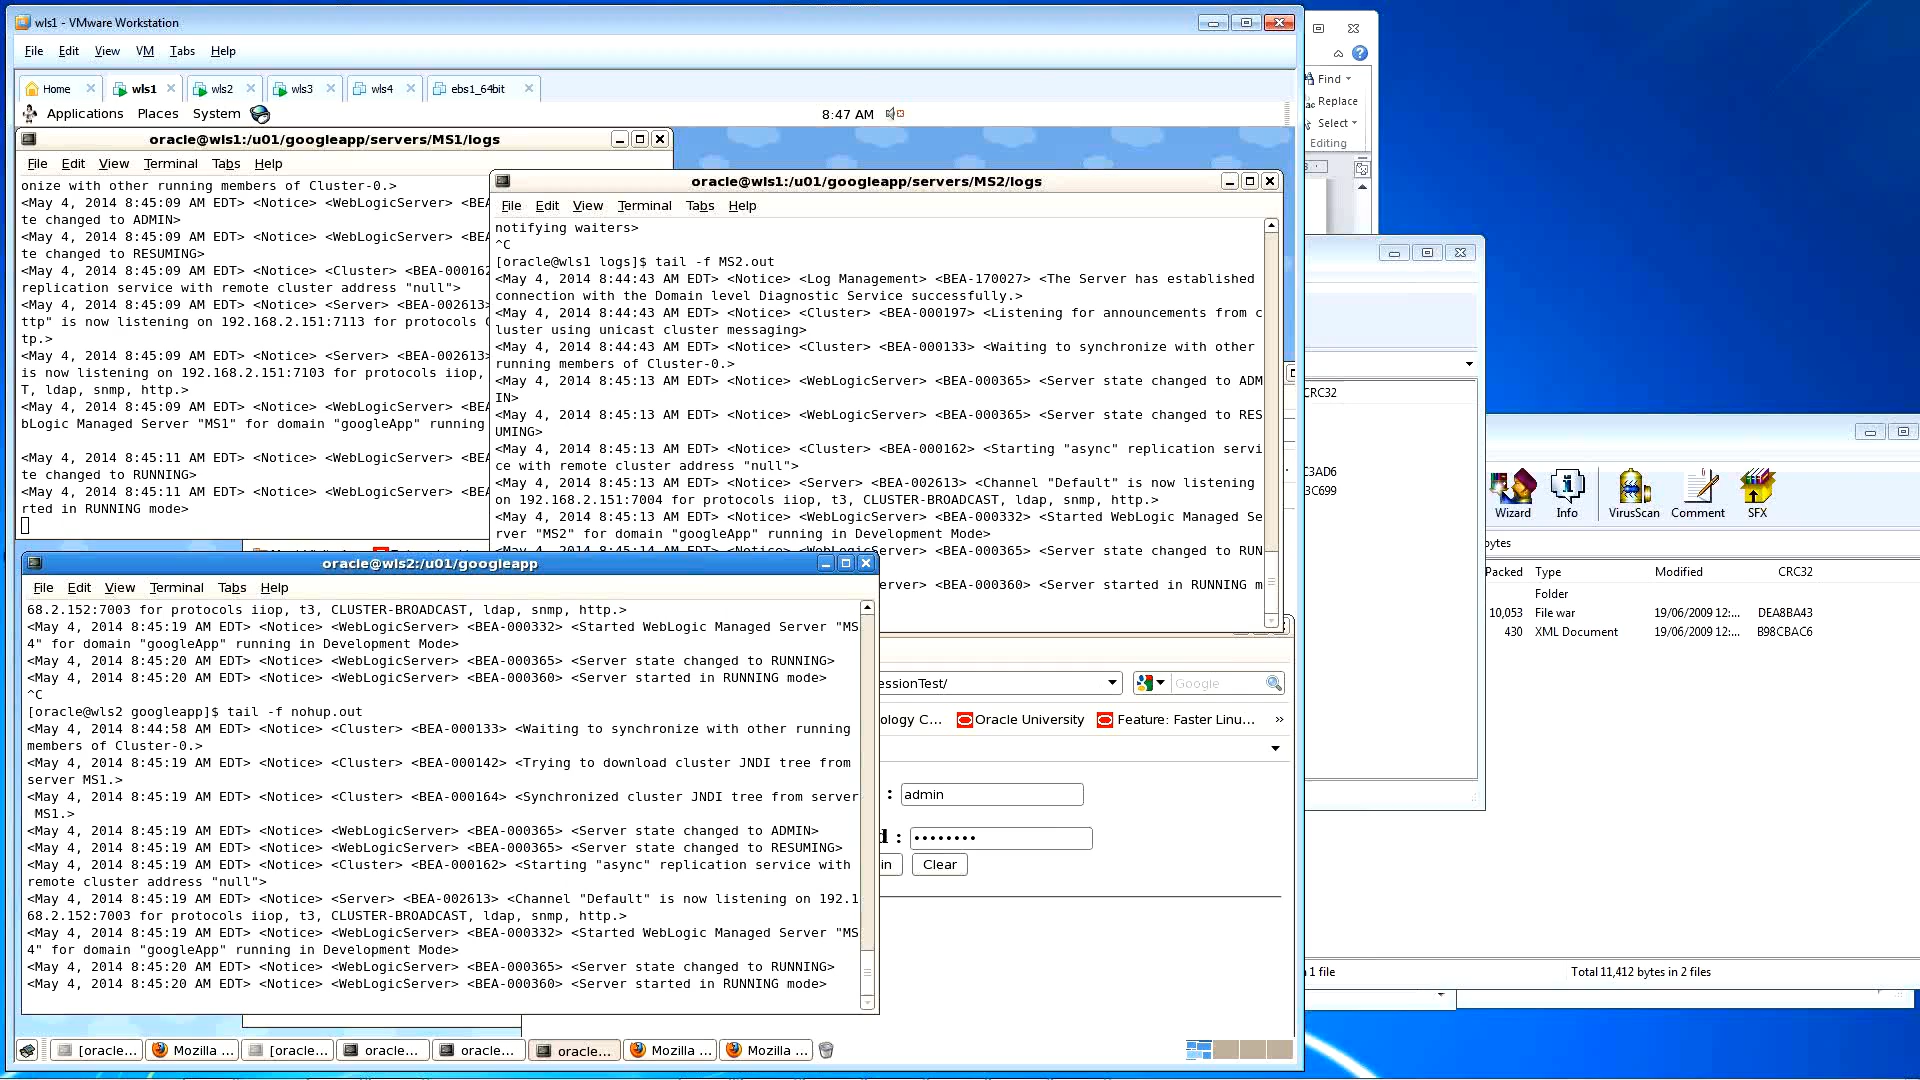 wls1 - VMware Workstation
File Edit View VM Tabs Help
Home wls1 wls2 wls3 wls4 ebs1_64bit
Applications Places System
8:47 AM
oracle@wls1:/u01/googleapp/servers/MS1/logs
File Edit View Terminal Tabs Help
onize with other running members of Cluster-0.>
<May 4, 2014 8:45:09 AM EDT> <Notice> <WebLogicServer> <BEA
te changed to ADMIN>
<May 4, 2014 8:45:09 AM EDT> <Notice> <WebLogicServer> <BEA
te changed to RESUMING>
<May 4, 2014 8:45:09 AM EDT> <Notice> <Cluster> <BEA-000162
replication service with remote cluster address "null">
<May 4, 2014 8:45:09 AM EDT> <Notice> <Server> <BEA-002613>
ttp" is now listening on 192.168.2.151:7113 for protocols
tp.>
<May 4, 2014 8:45:09 AM EDT> <Notice> <Server> <BEA-002613>
is now listening on 192.168.2.151:7103 for protocols iiop,
T, ldap, snmp, http.>
<May 4, 2014 8:45:09 AM EDT> <Notice> <WebLogicServer> <BEA
bLogic Managed Server "MS1" for domain "googleApp" running
<May 4, 2014 8:45:11 AM EDT> <Notice> <WebLogicServer> <BEA
te changed to RUNNING>
<May 4, 2014 8:45:11 AM EDT> <Notice> <WebLogicServer> <BEA
rted in RUNNING mode>
oracle@wls1:/u01/googleapp/servers/MS2/logs
File Edit View Terminal Tabs Help
notifying waiters>
^C
[oracle@wls1 logs]$ tail -f MS2.out
<May 4, 2014 8:44:43 AM EDT> <Notice> <Log Management> <BEA-170027> <The Server has established
connection with the Domain level Diagnostic Service successfully.>
<May 4, 2014 8:44:43 AM EDT> <Notice> <Cluster> <BEA-000197> <Listening for announcements from c
luster using unicast cluster messaging>
<May 4, 2014 8:44:43 AM EDT> <Notice> <Cluster> <BEA-000133> <Waiting to synchronize with other
running members of Cluster-0.>
<May 4, 2014 8:45:13 AM EDT> <Notice> <WebLogicServer> <BEA-000365> <Server state changed to ADM
IN>
<May 4, 2014 8:45:13 AM EDT> <Notice> <WebLogicServer> <BEA-000365> <Server state changed to RES
UMING>
<May 4, 2014 8:45:13 AM EDT> <Notice> <Cluster> <BEA-000162> <Starting "async" replication servi
ce with remote cluster address "null">
<May 4, 2014 8:45:13 AM EDT> <Notice> <Server> <BEA-002613> <Channel "Default" is now listening
on 192.168.2.151:7004 for protocols iiop, t3, CLUSTER-BROADCAST, ldap, snmp, http.>
<May 4, 2014 8:45:13 AM EDT> <Notice> <WebLogicServer> <BEA-000332> <Started WebLogic Managed Se
rver "MS2" for domain "googleApp" running in Development Mode>
<May 4, 2014 8:45:14 AM EDT> <Notice> <WebLogicServer> <BEA-000365> <Server state changed to RUN
erver> <BEA-000360> <Server started in RUNNING m
oracle@wls2:/u01/googleapp
File Edit View Terminal Tabs Help
68.2.152:7003 for protocols iiop, t3, CLUSTER-BROADCAST, ldap, snmp, http.>
<May 4, 2014 8:45:19 AM EDT> <Notice> <WebLogicServer> <BEA-000332> <Started WebLogic Managed Server "MS
4" for domain "googleApp" running in Development Mode>
<May 4, 2014 8:45:20 AM EDT> <Notice> <WebLogicServer> <BEA-000365> <Server state changed to RUNNING>
<May 4, 2014 8:45:20 AM EDT> <Notice> <WebLogicServer> <BEA-000360> <Server started in RUNNING mode>
^C
[oracle@wls2 googleapp]$ tail -f nohup.out
<May 4, 2014 8:44:58 AM EDT> <Notice> <Cluster> <BEA-000133> <Waiting to synchronize with other running
members of Cluster-0.>
<May 4, 2014 8:45:19 AM EDT> <Notice> <Cluster> <BEA-000142> <Trying to download cluster JNDI tree from
server MS1.>
<May 4, 2014 8:45:19 AM EDT> <Notice> <Cluster> <BEA-000164> <Synchronized cluster JNDI tree from server
MS1.>
<May 4, 2014 8:45:19 AM EDT> <Notice> <WebLogicServer> <BEA-000365> <Server state changed to ADMIN>
<May 4, 2014 8:45:19 AM EDT> <Notice> <WebLogicServer> <BEA-000365> <Server state changed to RESUMING>
<May 4, 2014 8:45:19 AM EDT> <Notice> <Cluster> <BEA-000162> <Starting "async" replication service with
remote cluster address "null">
<May 4, 2014 8:45:19 AM EDT> <Notice> <Server> <BEA-002613> <Channel "Default" is now listening on 192.1
68.2.152:7003 for protocols iiop, t3, CLUSTER-BROADCAST, ldap, snmp, http.>
<May 4, 2014 8:45:19 AM EDT> <Notice> <WebLogicServer> <BEA-000332> <Started WebLogic Managed Server "MS
4" for domain "googleApp" running in Development Mode>
<May 4, 2014 8:45:20 AM EDT> <Notice> <WebLogicServer> <BEA-000365> <Server state changed to RUNNING>
<May 4, 2014 8:45:20 AM EDT> <Notice> <WebLogicServer> <BEA-000360> <Server started in RUNNING mode>
essionTest/
Google
ology C... Oracle University Feature: Faster Linu... »
: admin
d : ••••••••
in Clear
[oracle... Mozilla ... [oracle... oracle... oracle... oracle... Mozilla ... Mozilla ...
Find
Replace
Select
Editing
CRC32
C3AD6
3C699
1 file
Wizard Info VirusScan Comment SFX
bytes
Packed Type Modified CRC32
Folder
10,053 File war 19/06/2009 12:... DEA8BA43
430 XML Document 19/06/2009 12:... B98CBAC6
Total 11,412 bytes in 2 files